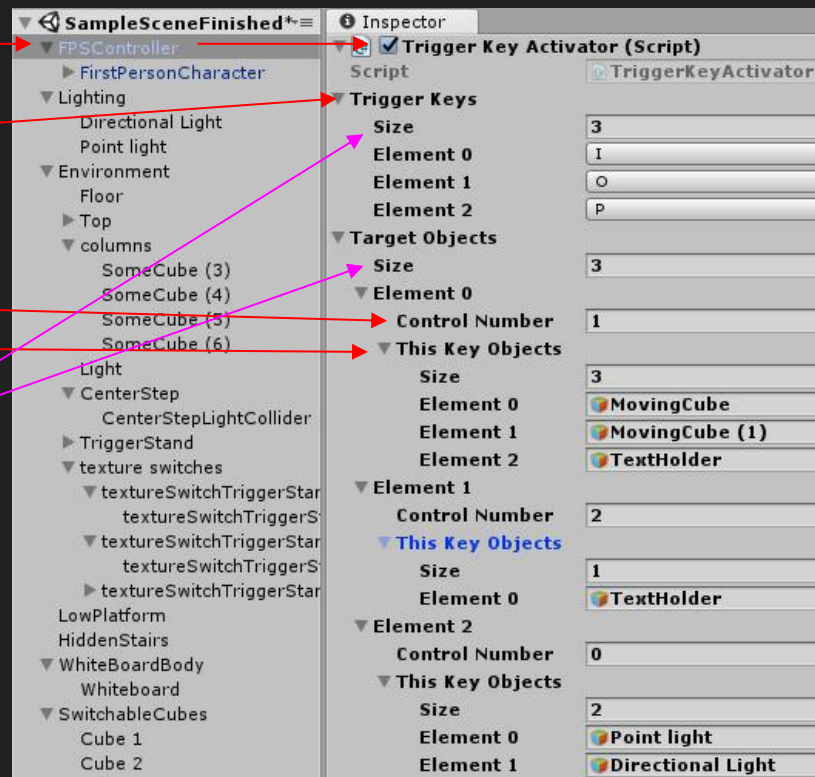 SampleSceneFinished*
FPSController
FirstPersonCharacter
Lighting
Directional Light
Point light
Environment
Floor
Top
columns
SomeCube (3)
SomeCube (4)
SomeCube (5)
SomeCube (6)
Light
CenterStep
CenterStepLightCollider
TriggerStand
texture switches
textureSwitchTriggerStar
textureSwitchTriggerS
textureSwitchTriggerStar
textureSwitchTriggerS
textureSwitchTriggerStar
LowPlatform
HiddenStairs
WhiteBoardBody
Whiteboard
SwitchableCubes
Cube 1
Cube 2
Inspector
Trigger Key Activator (Script)
Script TriggerKeyActivator
Trigger Keys
Size 3
Element 0 I
Element 1 O
Element 2 P
Target Objects
Size 3
Element 0
Control Number 1
This Key Objects
Size 3
Element 0 MovingCube
Element 1 MovingCube (1)
Element 2 TextHolder
Element 1
Control Number 2
This Key Objects
Size 1
Element 0 TextHolder
Element 2
Control Number 0
This Key Objects
Size 2
Element 0 Point light
Element 1 Directional Light